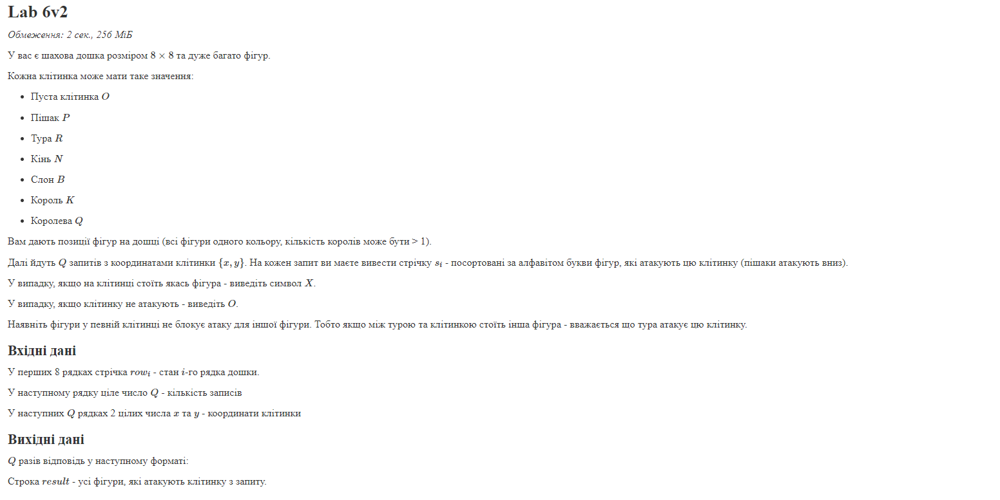 Lab 6v2
Обмеження: 2 сек., 256 МіБ
У вас є шахова дошка розміром 8 × 8 та дуже багато фігур.
Кожна клітинка може мати таке значення:
• Пуста клітинка O
• Пішак P
• Тура R
• Кінь N
• Слон B
• Король K
• Королева Q
Вам дають позиції фігур на дошці (всі фігури одного кольору, кількість королів може бути > 1).
Далі йдуть Q запитів з координатами клітинки {x, y}. На кожен запит ви маєте вивести стрічку s_i - посортовані за алфавітом букви фігур, які атакують цю клітинку (пішаки атакують вниз).
У випадку, якщо на клітинці стоїть якась фігура - виведіть символ X.
У випадку, якщо клітинку не атакують - виведіть O.
Наявніть фігури у певній клітинці не блокує атаку для іншої фігури. Тобто якщо між турою та клітинкою стоїть інша фігура - вважається що тура атакує цю клітинку.
Вхідні дані
У перших 8 рядках стрічка row_i - стан i-го рядка дошки.
У наступному рядку ціле число Q - кількість записів
У наступних Q рядках 2 цілих числа x та y - координати клітинки
Вихідні дані
Q разів відповідь у наступному форматі:
Строка result - усі фігури, які атакують клітинку з запиту.